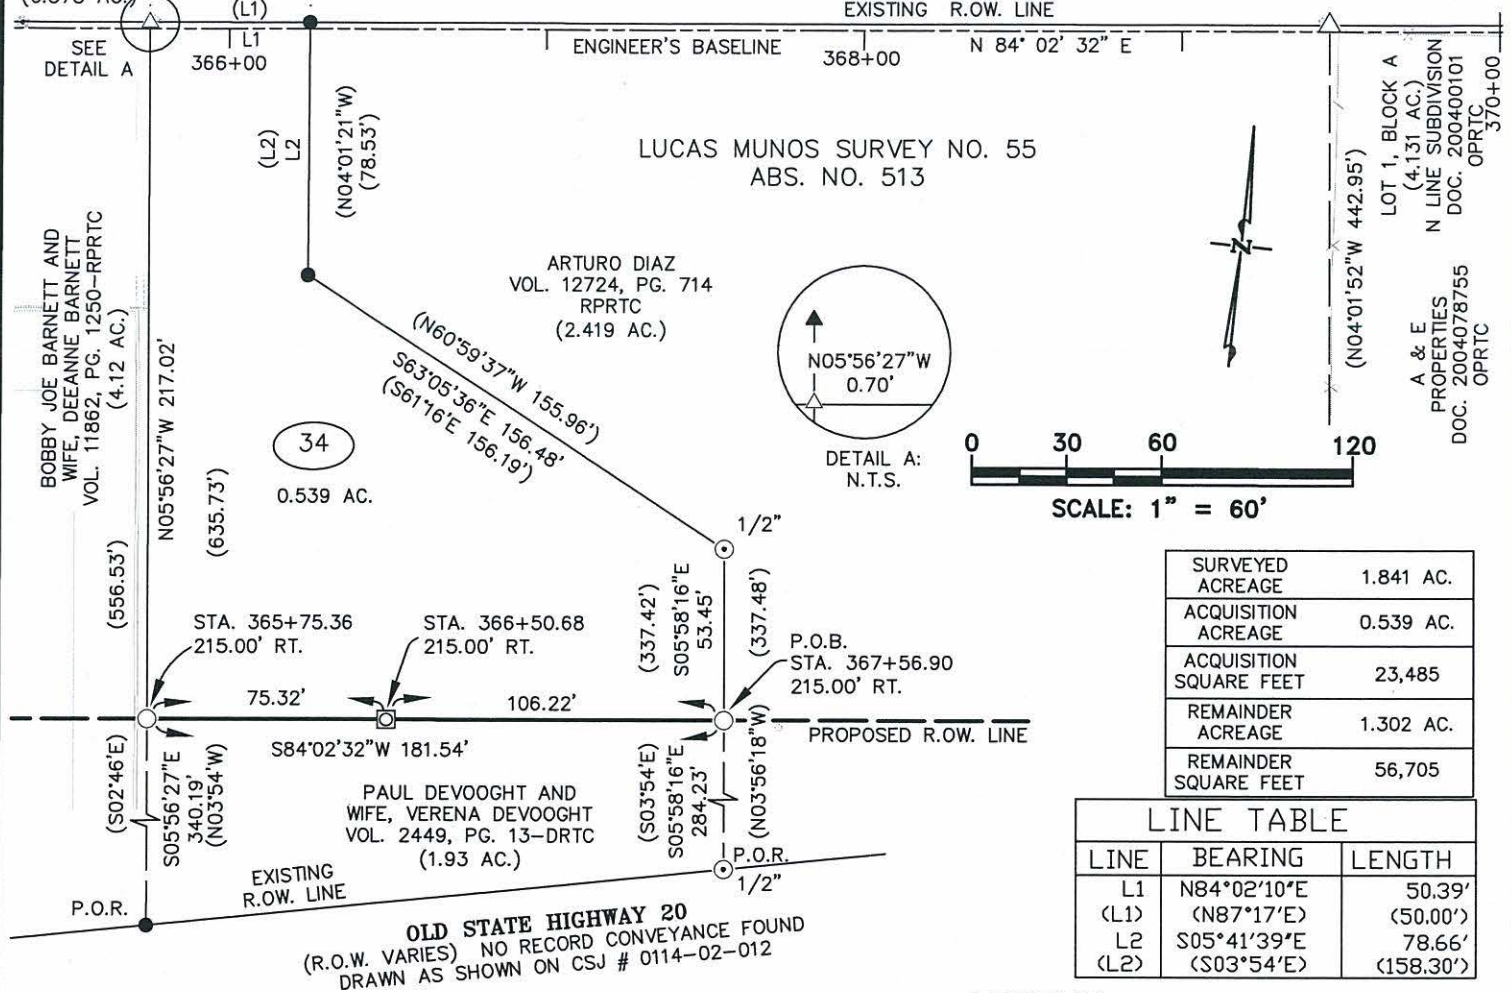 (L1)
EXISTING R.OW. LINE
SEE
DETAIL A
L1
366+00
ENGINEER'S BASELINE
368+00
N 84° 02' 32" E
370+00
(L2)
L2
(N04°01'21"W)
(78.53')
LUCAS MUNOS SURVEY NO. 55
ABS. NO. 513
LOT 1, BLOCK A
(4.131 AC.)
N LINE SUBDIVISION
DOC. 200400101
OPRTC
(N04°01'52"W 442.95')
A & E
PROPERTIES
DOC. 2004078755
OPRTC
N
BOBBY JOE BARNETT AND
WIFE, DEEANNE BARNETT
VOL. 11862, PG. 1250-RPRTC
(4.12 AC.)
ARTURO DIAZ
VOL. 12724, PG. 714
RPRTC
(2.419 AC.)
N05°56'27"W 217.02'
(635.73')
(556.53')
(N60°59'37"W 155.96')
S63°05'36"E 156.48'
(S61°16'E 156.19')
N05°56'27"W
0.70'
DETAIL A:
N.T.S.
34
0.539 AC.
0 30 60 120
SCALE: 1" = 60'
1/2"
(337.42')
S05°58'16"E
53.45'
(337.48')
STA. 365+75.36
215.00' RT.
STA. 366+50.68
215.00' RT.
P.O.B.
STA. 367+56.90
215.00' RT.
75.32'
106.22'
S84°02'32"W 181.54'
PROPOSED R.OW. LINE
(S02°46'E)
S05°56'27"E
340.19'
(N03°54'W)
PAUL DEVOOGHT AND
WIFE, VERENA DEVOOGHT
VOL. 2449, PG. 13-DRTC
(1.93 AC.)
(S03°54'E)
S05°58'16"E
284.23'
(N03°56'18"W)
P.O.R.
1/2"
EXISTING
R.OW. LINE
P.O.R.
OLD STATE HIGHWAY 20
(R.O.W. VARIES) NO RECORD CONVEYANCE FOUND
DRAWN AS SHOWN ON CSJ # 0114-02-012
SURVEYED
ACREAGE 1.841 AC.
ACQUISITION
ACREAGE 0.539 AC.
ACQUISITION
SQUARE FEET 23,485
REMAINDER
ACREAGE 1.302 AC.
REMAINDER
SQUARE FEET 56,705
LINE TABLE
LINE BEARING LENGTH
L1 N84°02'10"E 50.39'
(L1) (N87°17'E) (50.00')
L2 S05°41'39"E 78.66'
(L2) (S03°54'E) (158.30')